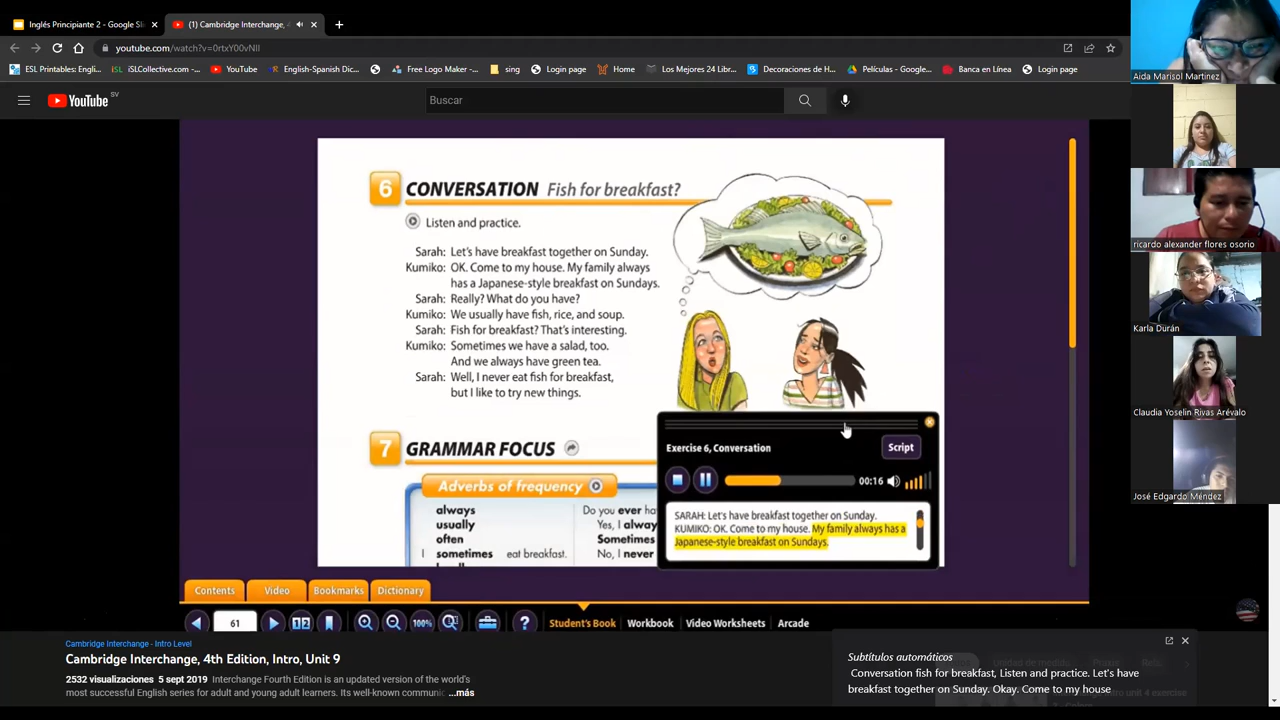 Inglés Principiante 2 - Google Sli
(1) Cambridge Interchange, 4
youtube.com/watch?v=0rtxY00vNlI
ESL Printables: Engli...
iSLCollective.com -...
YouTube
English-Spanish Dic...
Free Logo Maker -...
sing
Login page
Home
Los Mejores 24 Libr...
Decoraciones de H...
Películas - Google...
Banca en Línea
Login page
YouTube SV
Buscar
6 CONVERSATION Fish for breakfast?
Listen and practice.
Sarah: Let's have breakfast together on Sunday.
Kumiko: OK. Come to my house. My family always
has a Japanese-style breakfast on Sundays.
Sarah: Really? What do you have?
Kumiko: We usually have fish, rice, and soup.
Sarah: Fish for breakfast? That's interesting.
Kumiko: Sometimes we have a salad, too.
And we always have green tea.
Sarah: Well, I never eat fish for breakfast,
but I like to try new things.
7 GRAMMAR FOCUS
Adverbs of frequency
always
usually
often
I sometimes eat breakfast.
Do you ever ha
Yes, I alway
Sometimes
No, I never
Exercise 6, Conversation
Script
00:16
SARAH: Let's have breakfast together on Sunday.
KUMIKO: OK. Come to my house. My family always has a
Japanese-style breakfast on Sundays.
Contents
Video
Bookmarks
Dictionary
61
1 2
100%
?
Student's Book
Workbook
Video Worksheets
Arcade
Cambridge Interchange - Intro Level
Cambridge Interchange, 4th Edition, Intro, Unit 9
2532 visualizaciones 5 sept 2019 Interchange Fourth Edition is an updated version of the world's
most successful English series for adult and young adult learners. Its well-known communic ...más
Subtítulos automáticos
Conversation fish for breakfast, Listen and practice. Let's have
breakfast together on Sunday. Okay. Come to my house
Aida Marisol Martinez
ricardo alexander flores osorio
Karla Durán
Claudia Yoselin Rivas Arévalo
José Edgardo Méndez